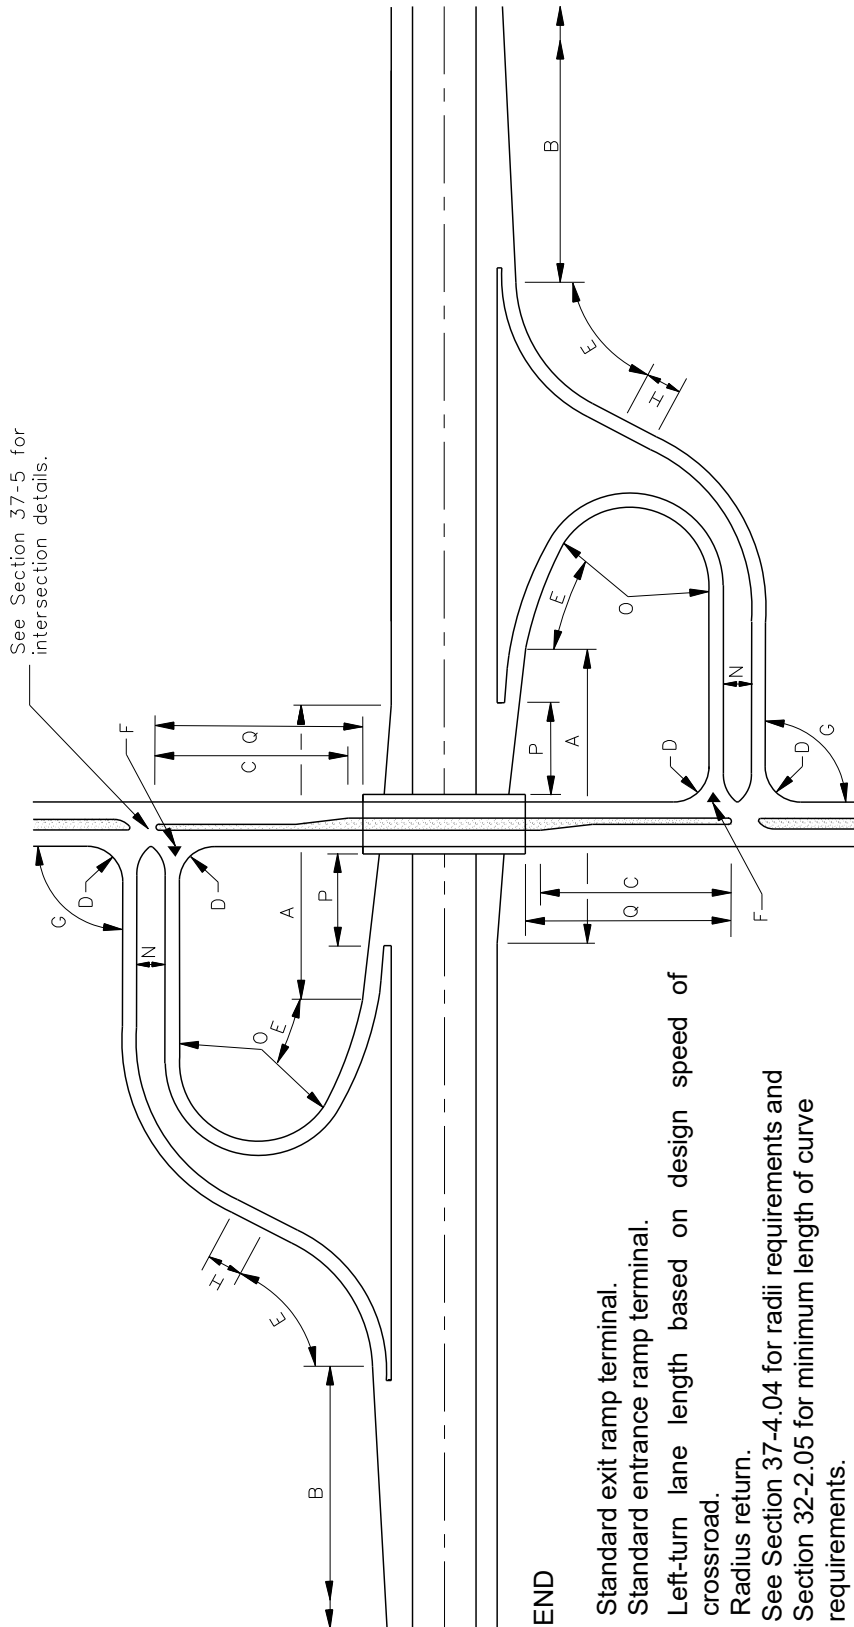 See Section 37-5 for
intersection details.
F
Q
C
D
G
D
N
A
P
E
O
H
E
B
B
E
H
E
O
P
A
N
D
D
G
C
Q
F
END
Standard exit ramp terminal.
Standard entrance ramp terminal.
Left-turn lane length based on design speed of
crossroad.
Radius return.
See Section 37-4.04 for radii requirements and
Section 32-2.05 for minimum length of curve
requirements.